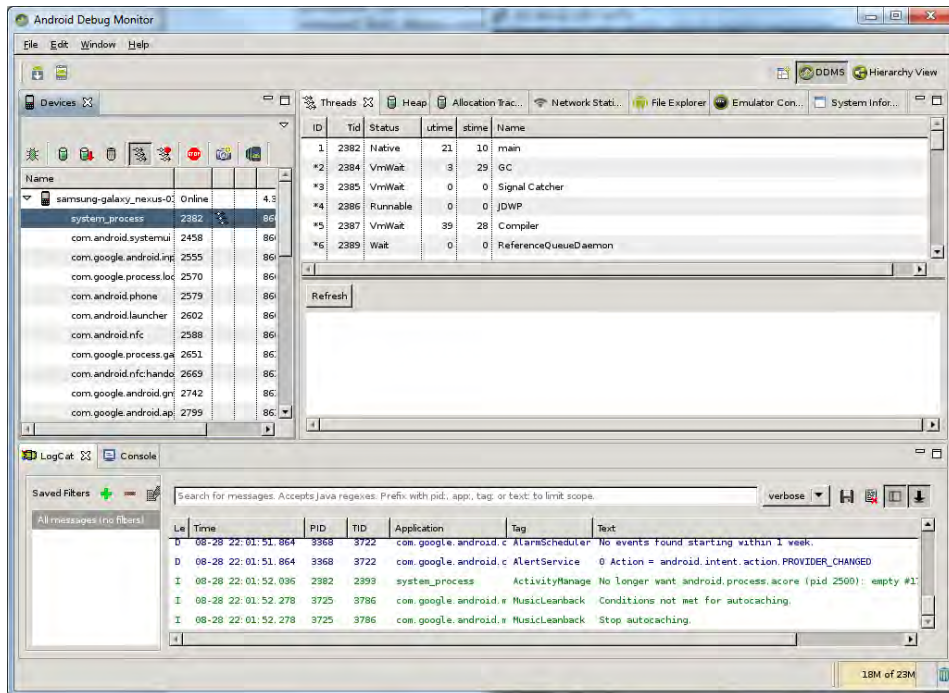 Android Debug Monitor
File Edit Window Help
DDMS Hierarchy View
Devices
Name
samsung-galaxy_nexus-0 Online 4.3
system_process 2382 86
com.android.systemui 2458 86
com.google.android.inp 2555 86
com.google.process.loc 2570 86
com.android.phone 2579 86
com.android.launcher 2602 86
com.android.nfc 2588 86
com.google.process.ga 2651 86
com.android.nfc:hando 2669 86
com.google.android.gm 2742 86
com.google.android.ap 2799 86
Threads Heap Allocation Trac... Network Stati... File Explorer Emulator Con... System Infor...
ID Tid Status utime stime Name
1 2382 Native 21 10 main
*2 2384 VmWait 3 29 GC
*3 2385 VmWait 0 0 Signal Catcher
*4 2386 Runnable 0 0 JDWP
*5 2387 VmWait 39 28 Compiler
*6 2389 Wait 0 0 ReferenceQueueDaemon
Refresh
LogCat Console
Saved Filters
All messages (no filters)
Search for messages. Accepts Java regexes. Prefix with pid:, app:, tag: or text: to limit scope.
verbose
Le Time PID TID Application Tag Text
D 08-28 22:01:51.864 3368 3722 com.google.android.c AlarmScheduler No events found starting within 1 week.
D 08-28 22:01:51.864 3368 3722 com.google.android.c AlertService 0 Action = android.intent.action.PROVIDER_CHANGED
I 08-28 22:01:52.036 2382 2393 system_process ActivityManage No longer want android.process.acore (pid 2500): empty #17
I 08-28 22:01:52.278 3725 3786 com.google.android.m MusicLeanback Conditions not met for autocaching.
I 08-28 22:01:52.278 3725 3786 com.google.android.m MusicLeanback Stop autocaching.
18M of 23M